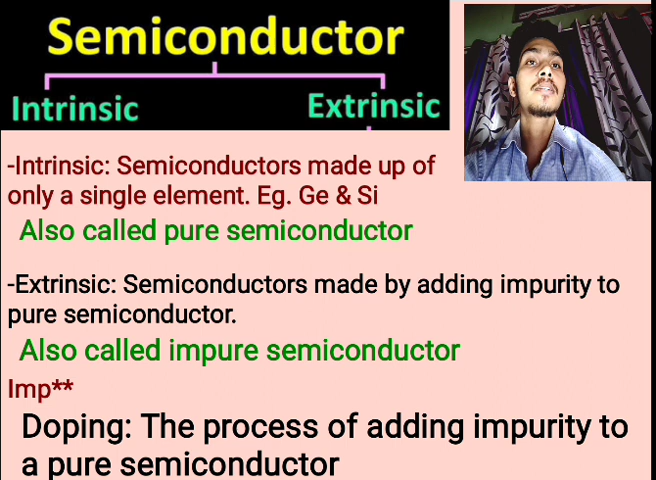 Semiconductor
Intrinsic Extrinsic
-Intrinsic: Semiconductors made up of
only a single element. Eg. Ge & Si
Also called pure semiconductor
-Extrinsic: Semiconductors made by adding impurity to
pure semiconductor.
Also called impure semiconductor
Imp**
Doping: The process of adding impurity to
a pure semiconductor